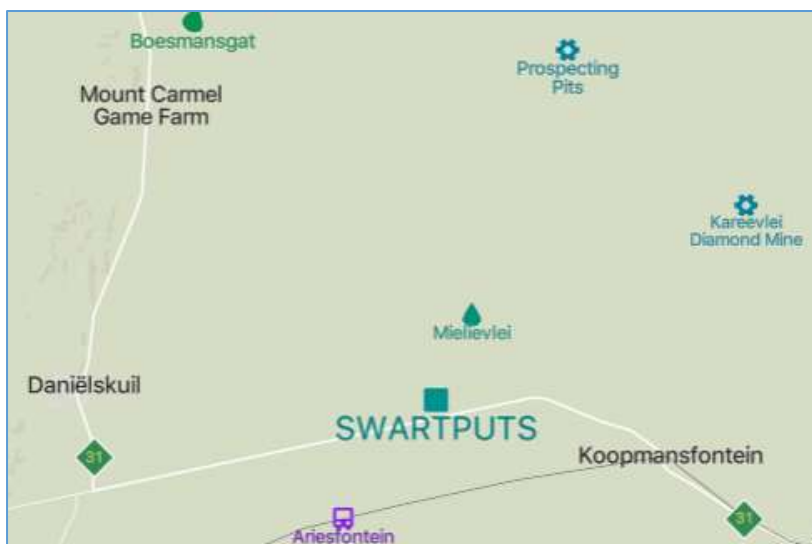 Boesmansgat
Mount Carmel
Game Farm
Prospecting
Pits
Kareevlei
Diamond Mine
Mielievlei
Daniëlskuil
SWARTPUTS
31
Koopmansfontein
31
Ariesfontein